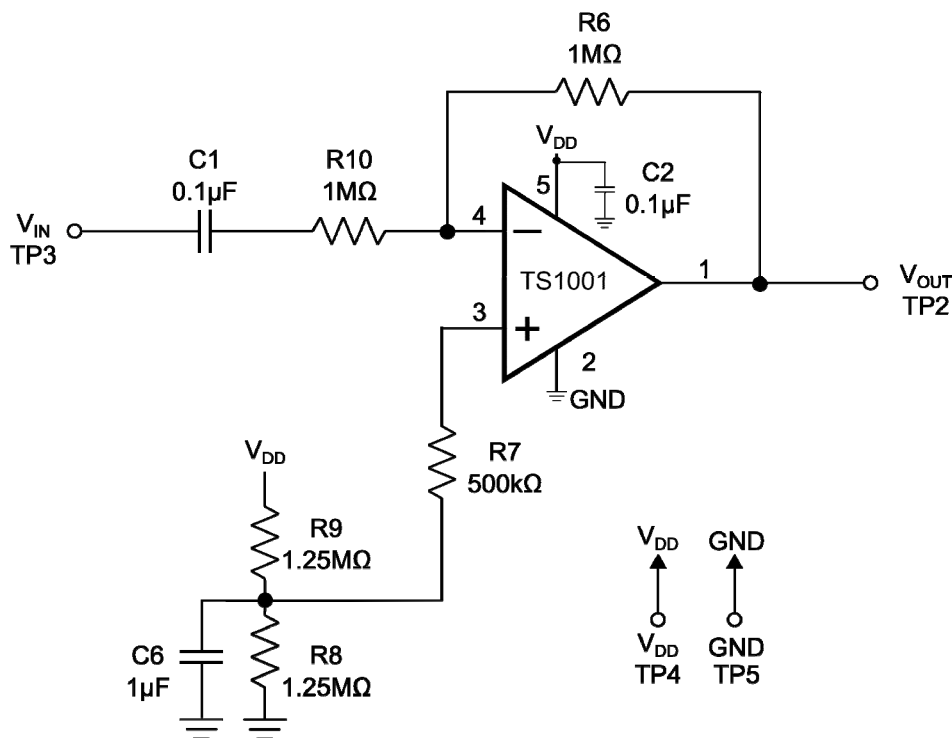 R6
1MΩ
VDD
C1
0.1µF
R10
1MΩ
5
C2
0.1µF
VIN
TP3
4
−
TS1001
1
VOUT
TP2
3
+
2
GND
R7
500kΩ
VDD
R9
1.25MΩ
VDD
GND
C6
1µF
R8
1.25MΩ
VDD
TP4
GND
TP5